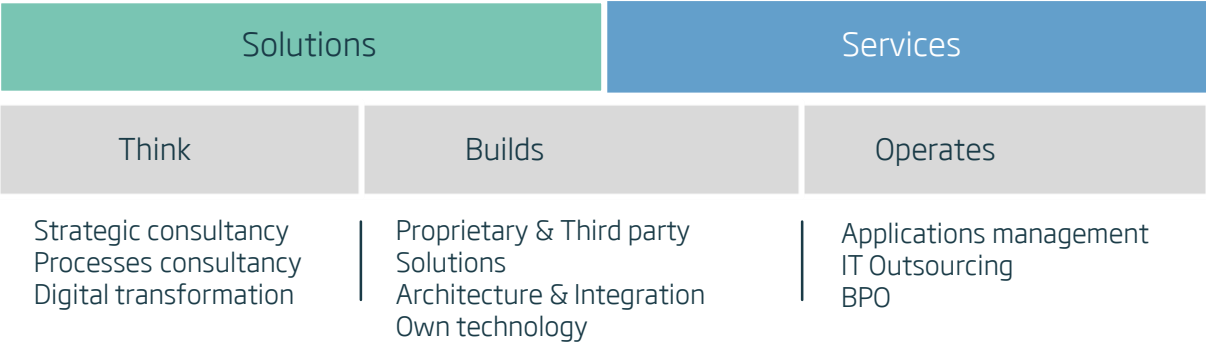 Solutions
Services
Think
Builds
Operates
Strategic consultancy
Processes consultancy
Digital transformation
Proprietary & Third party
Solutions
Architecture & Integration
Own technology
Applications management
IT Outsourcing
BPO